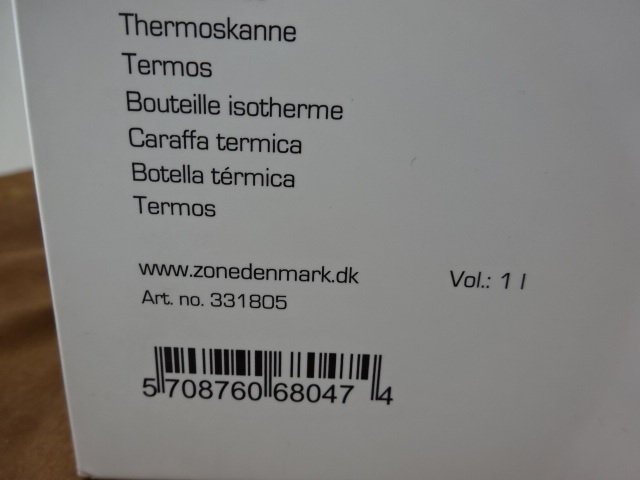 Thermoskanne
Termos
Bouteille isotherme
Caraffa termica
Botella térmica
Termos
www.zonedenmark.dk
Vol.: 1 l
Art. no. 331805
5 708760 68047 4